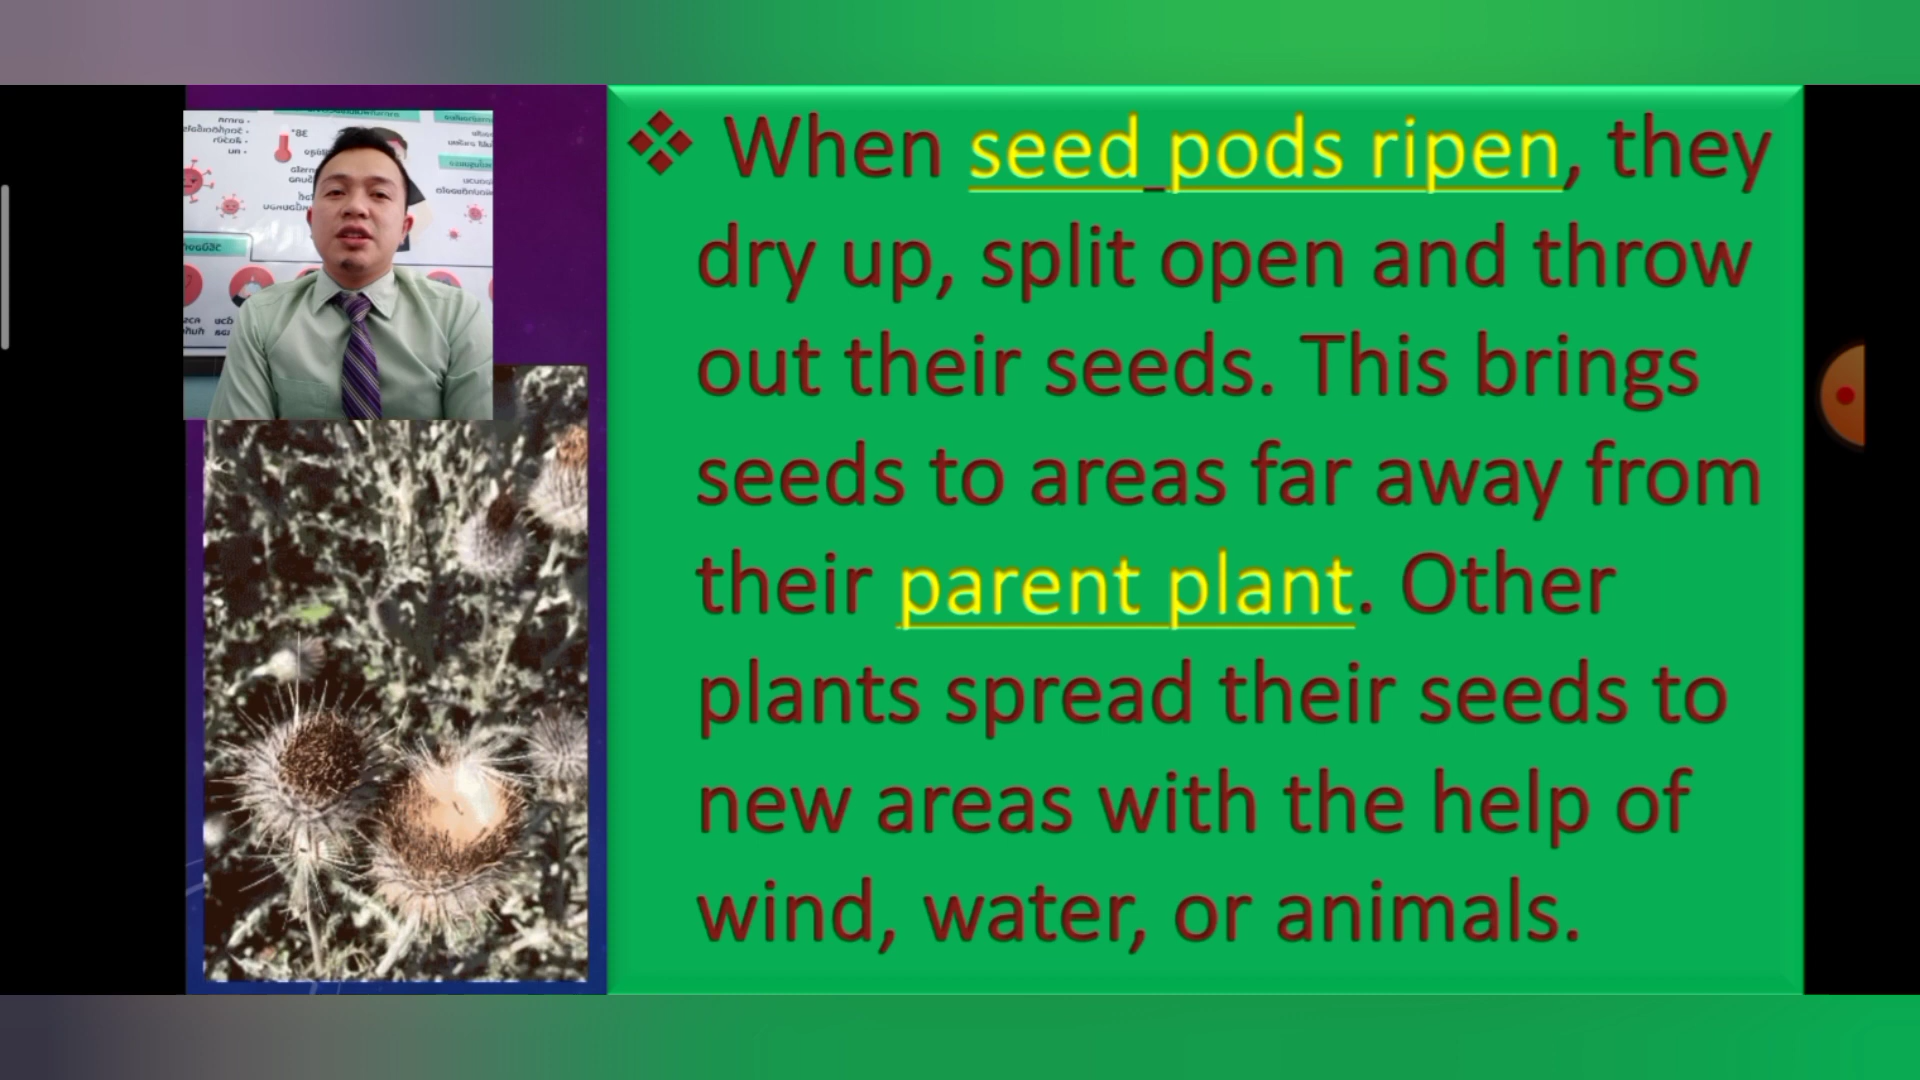 ❖ When seed pods ripen, they
dry up, split open and throw
out their seeds. This brings
seeds to areas far away from
their parent plant. Other
plants spread their seeds to
new areas with the help of
wind, water, or animals.